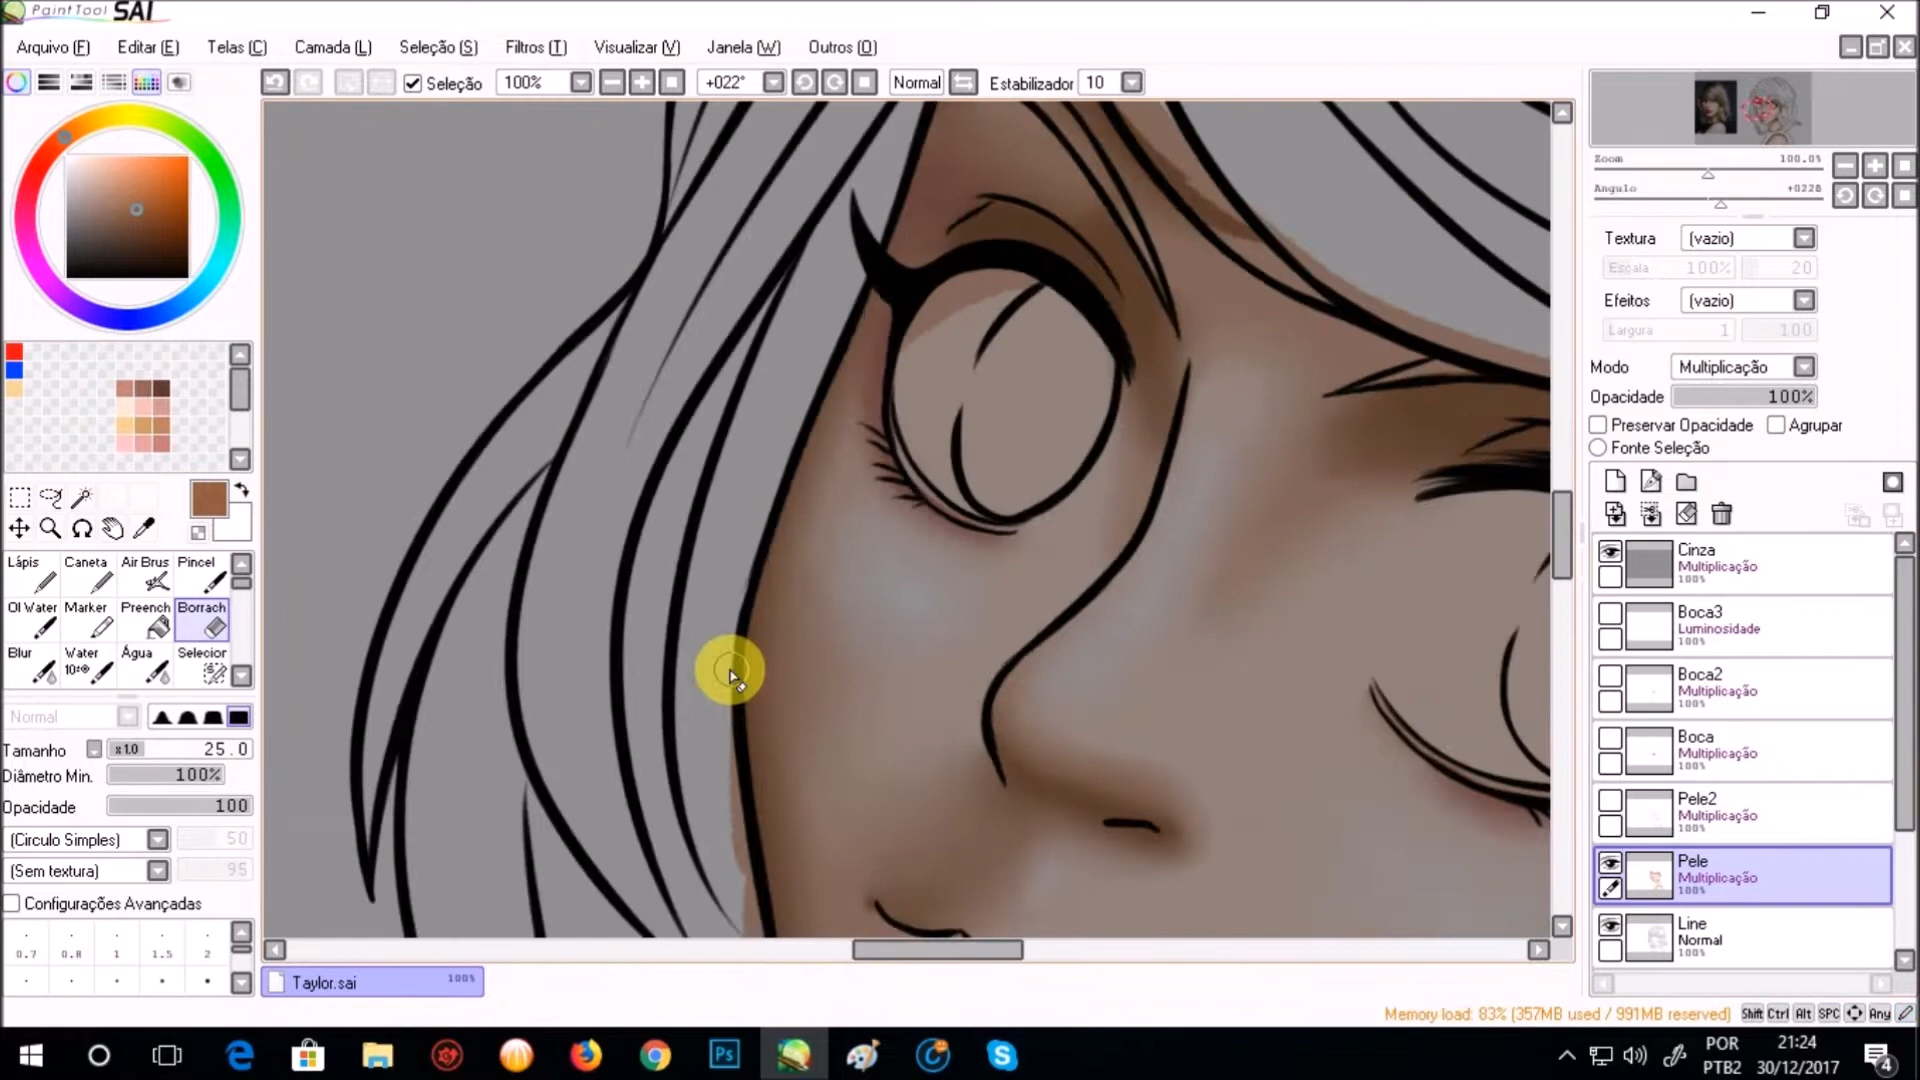 PaintTool SAI
Arquivo (F) Editar (E) Telas (C) Camada (L) Seleção (S) Filtros (T) Visualizar (V) Janela (W) Outros (O)
Seleção 100% +022° Normal Estabilizador 10
Zoom 100.0%
Angulo +022B
Textura (vazio)
Escala 100% 20
Efeitos (vazio)
Largura 1 100
Modo Multiplicação
Opacidade 100%
Preservar Opacidade Agrupar
Fonte Seleção
Lápis Caneta Air Brus Pincel
Ol Water Marker Preench Borrach
Blur Water Água Selecior
10:
Normal
Tamanho x1.0 25.0
Diâmetro Min. 100%
Opacidade 100
(Circulo Simples) 50
(Sem textura) 95
Configurações Avançadas
0.7 0.8 1 1.5 2
Cinza
Multiplicação
100%
Boca3
Luminosidade
100%
Boca2
Multiplicação
100%
Boca
Multiplicação
100%
Pele2
Multiplicação
100%
Pele
Multiplicação
100%
Line
Normal
100%
Taylor.sai 100%
Memory load: 83% (357MB used / 991MB reserved) Shift Ctrl Alt SPC Any
Ps
POR
PTB2
21:24
30/12/2017
4